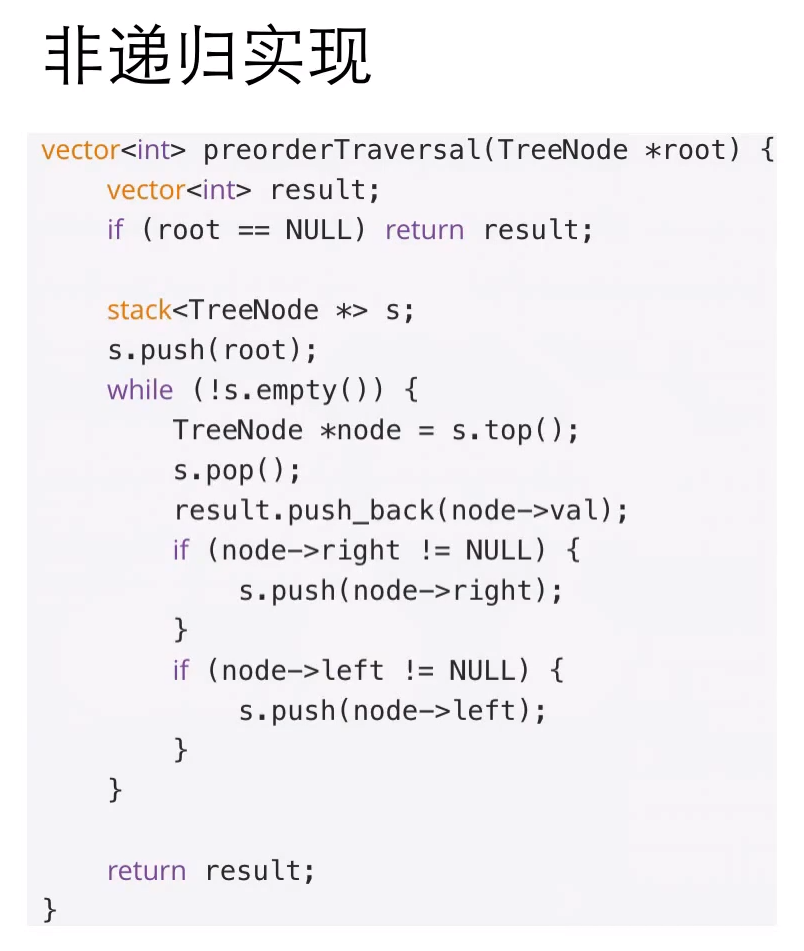 非递归实现
vector<int> preorderTraversal(TreeNode *root) {
    vector<int> result;
    if (root == NULL) return result;

    stack<TreeNode *> s;
    s.push(root);
    while (!s.empty()) {
        TreeNode *node = s.top();
        s.pop();
        result.push_back(node->val);
        if (node->right != NULL) {
            s.push(node->right);
        }
        if (node->left != NULL) {
            s.push(node->left);
        }
    }

    return result;
}